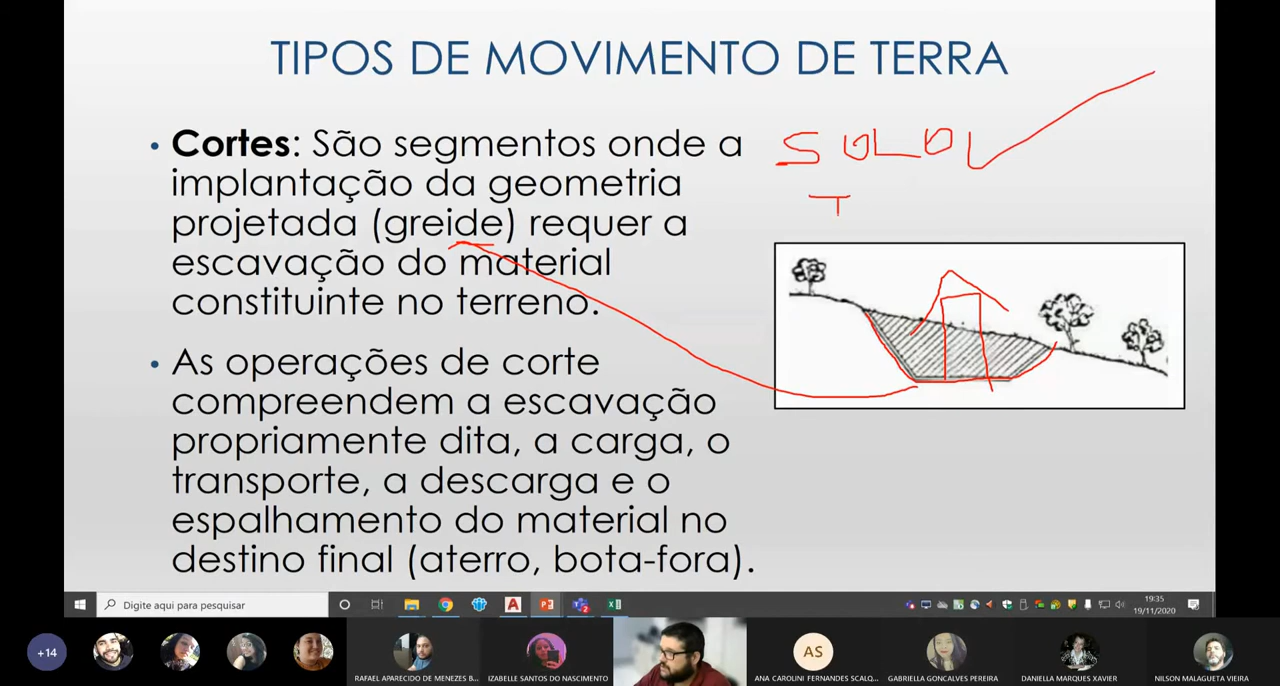 TIPOS DE MOVIMENTO DE TERRA
• Cortes: São segmentos onde a
implantação da geometria
projetada (greide) requer a
escavação do material
constituinte no terreno.
• As operações de corte
compreendem a escavação
propriamente dita, a carga, o
transporte, a descarga e o
espalhamento do material no
destino final (aterro, bota-fora).
SOLO
T
Digite aqui para pesquisar
19:35
19/11/2020
+14
RAFAEL APARECIDO DE MENEZES B...
IZABELLE SANTOS DO NASCIMENTO
AS
ANA CAROLINI FERNANDES SCALQ...
GABRIELLA GONCALVES PEREIRA
DANIELLA MARQUES XAVIER
NILSON MALAGUETA VIEIRA